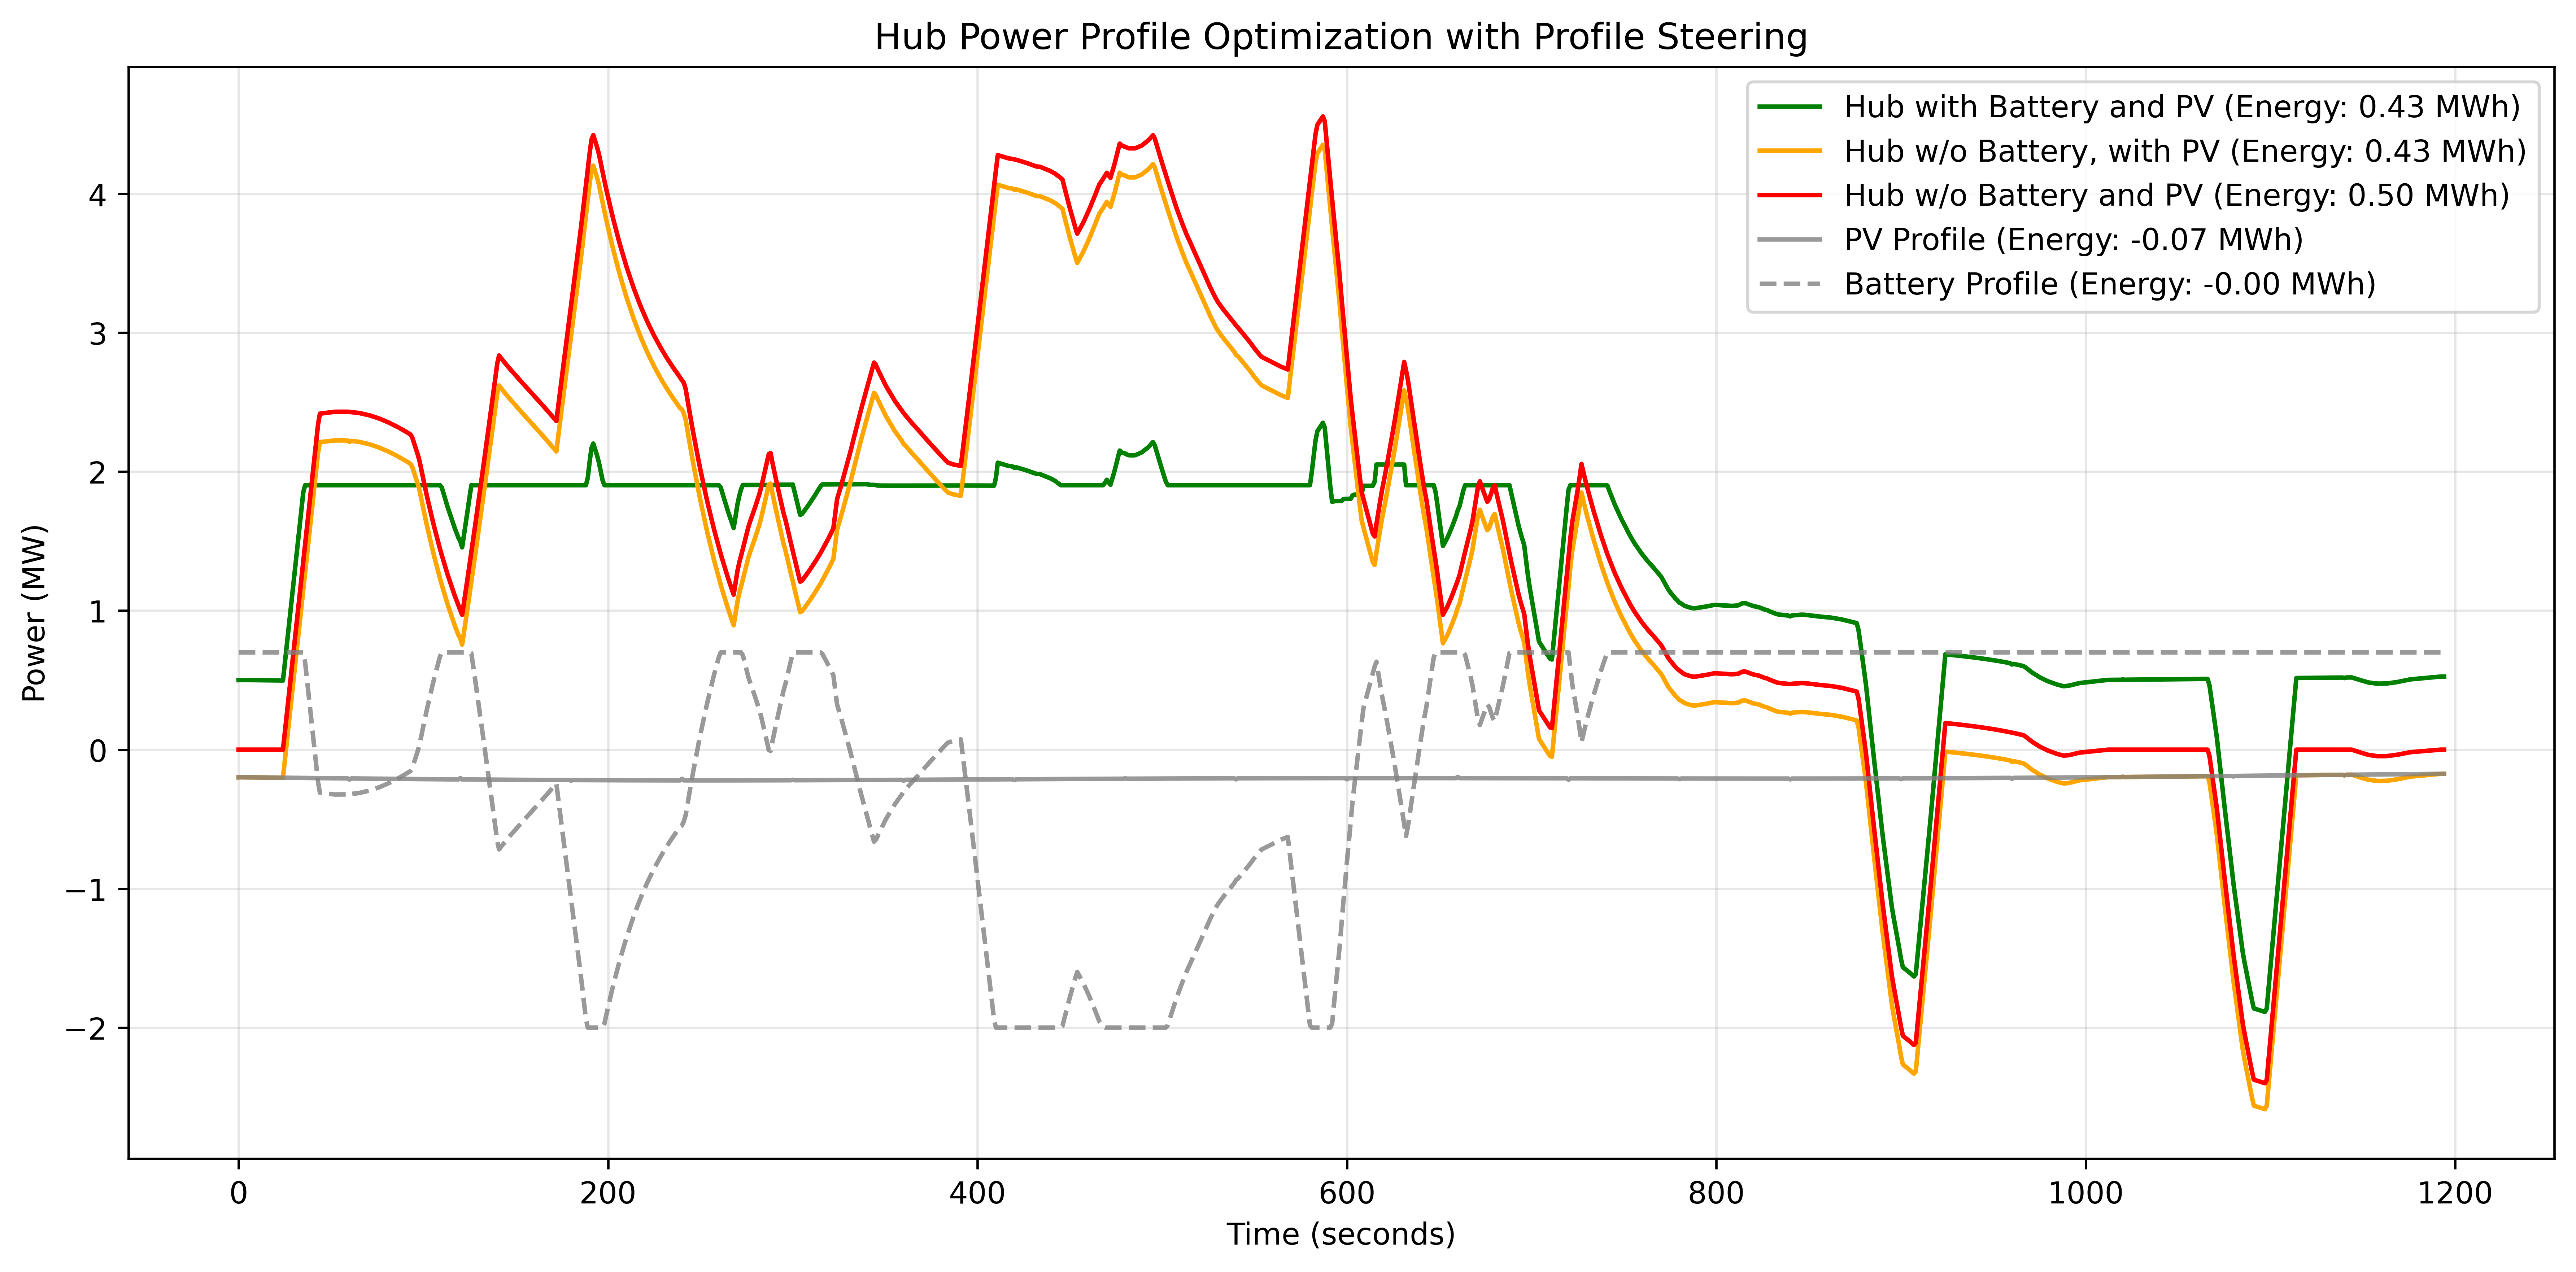 Hub Power Profile Optimization with Profile Steering
Hub with Battery and PV (Energy: 0.43 MWh)
Hub w/o Battery, with PV (Energy: 0.43 MWh)
Hub w/o Battery and PV (Energy: 0.50 MWh)
PV Profile (Energy: -0.07 MWh)
Battery Profile (Energy: -0.00 MWh)
Power (MW)
4
3
2
1
0
−1
−2
0 200 400 600 800 1000 1200
Time (seconds)